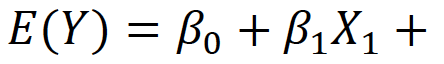 E(Y) = β₀ + β₁X₁ +